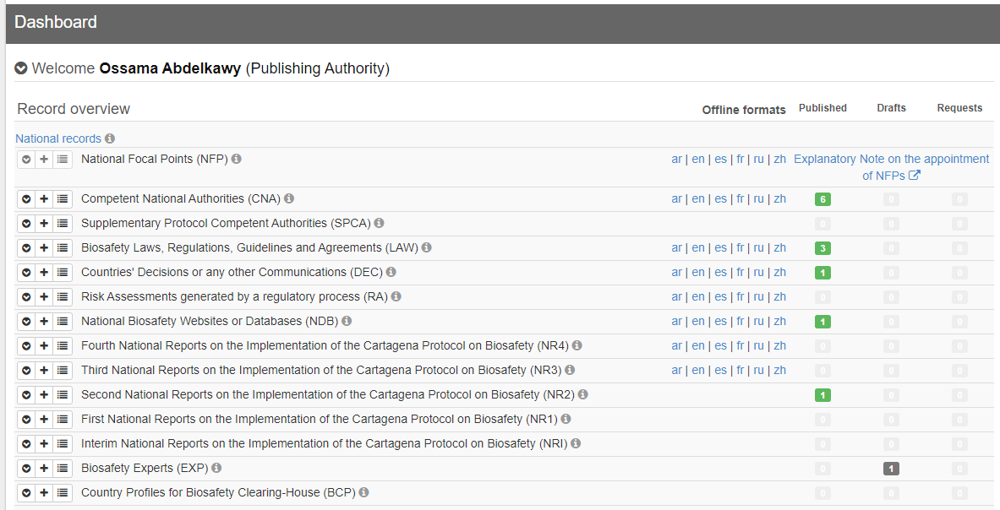 Dashboard
Welcome Ossama Abdelkawy (Publishing Authority)
Record overview Offline formats Published Drafts Requests
National records
National Focal Points (NFP) ar | en | es | fr | ru | zh Explanatory Note on the appointment
of NFPs
Competent National Authorities (CNA) ar | en | es | fr | ru | zh 6 0 0
Supplementary Protocol Competent Authorities (SPCA) 0 0 0
Biosafety Laws, Regulations, Guidelines and Agreements (LAW) ar | en | es | fr | ru | zh 3 0 0
Countries' Decisions or any other Communications (DEC) ar | en | es | fr | ru | zh 1 0 0
Risk Assessments generated by a regulatory process (RA) ar | en | es | fr | ru | zh 0 0 0
National Biosafety Websites or Databases (NDB) ar | en | es | fr | ru | zh 1 0 0
Fourth National Reports on the Implementation of the Cartagena Protocol on Biosafety (NR4) ar | en | es | fr | ru | zh 0 0 0
Third National Reports on the Implementation of the Cartagena Protocol on Biosafety (NR3) ar | en | es | fr | ru | zh 0 0 0
Second National Reports on the Implementation of the Cartagena Protocol on Biosafety (NR2) 1 0 0
First National Reports on the Implementation of the Cartagena Protocol on Biosafety (NR1) 0 0 0
Interim National Reports on the Implementation of the Cartagena Protocol on Biosafety (NRI) 0 0 0
Biosafety Experts (EXP) 0 1 0
Country Profiles for Biosafety Clearing-House (BCP) 0 0 0